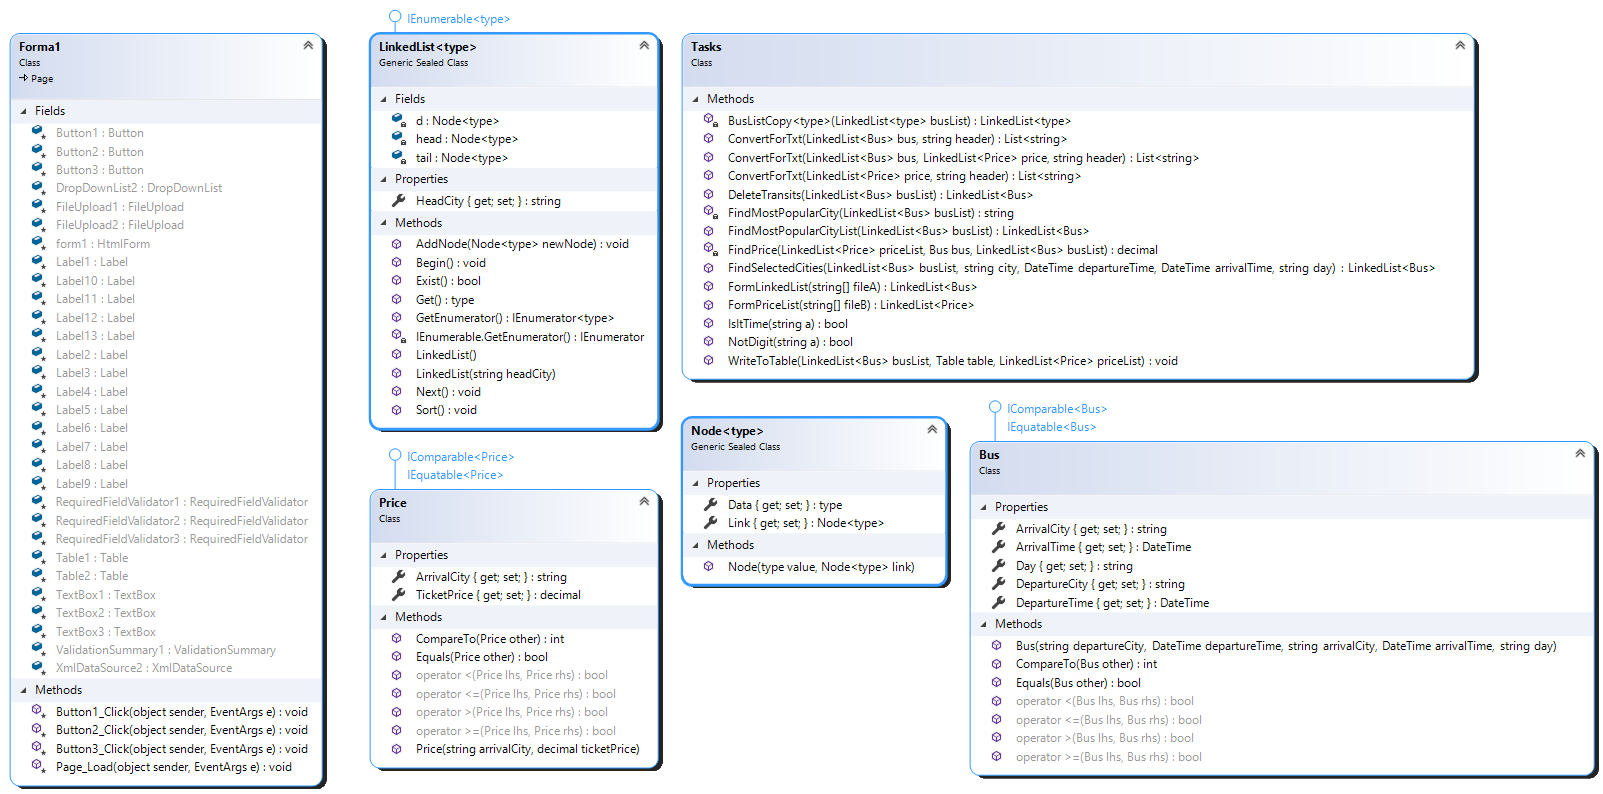 Forma1
Class
Page
Fields
Button1 : Button
Button2 : Button
Button3 : Button
DropDownList2 : DropDownList
FileUpload1 : FileUpload
FileUpload2 : FileUpload
form1 : HtmlForm
Label1 : Label
Label10 : Label
Label11 : Label
Label12 : Label
Label13 : Label
Label2 : Label
Label3 : Label
Label4 : Label
Label5 : Label
Label6 : Label
Label7 : Label
Label8 : Label
Label9 : Label
RequiredFieldValidator1 : RequiredFieldValidator
RequiredFieldValidator2 : RequiredFieldValidator
RequiredFieldValidator3 : RequiredFieldValidator
Table1 : Table
Table2 : Table
TextBox1 : TextBox
TextBox2 : TextBox
TextBox3 : TextBox
ValidationSummary1 : ValidationSummary
XmlDataSource2 : XmlDataSource
Methods
Button1_Click(object sender, EventArgs e) : void
Button2_Click(object sender, EventArgs e) : void
Button3_Click(object sender, EventArgs e) : void
Page_Load(object sender, EventArgs e) : void
IEnumerable<type>
LinkedList<type>
Generic Sealed Class
Fields
d : Node<type>
head : Node<type>
tail : Node<type>
Properties
HeadCity { get; set; } : string
Methods
AddNode(Node<type> newNode) : void
Begin() : void
Exist() : bool
Get() : type
GetEnumerator() : IEnumerator<type>
IEnumerable.GetEnumerator() : IEnumerator
LinkedList()
LinkedList(string headCity)
Next() : void
Sort() : void
IComparable<Price>
IEquatable<Price>
Price
Class
Properties
ArrivalCity { get; set; } : string
TicketPrice { get; set; } : decimal
Methods
CompareTo(Price other) : int
Equals(Price other) : bool
operator <(Price lhs, Price rhs) : bool
operator <=(Price lhs, Price rhs) : bool
operator >(Price lhs, Price rhs) : bool
operator >=(Price lhs, Price rhs) : bool
Price(string arrivalCity, decimal ticketPrice)
Tasks
Class
Methods
BusListCopy<type>(LinkedList<type> busList) : LinkedList<type>
ConvertForTxt(LinkedList<Bus> bus, string header) : List<string>
ConvertForTxt(LinkedList<Bus> bus, LinkedList<Price> price, string header) : List<string>
ConvertForTxt(LinkedList<Price> price, string header) : List<string>
DeleteTransits(LinkedList<Bus> busList) : LinkedList<Bus>
FindMostPopularCity(LinkedList<Bus> busList) : string
FindMostPopularCityList(LinkedList<Bus> busList) : LinkedList<Bus>
FindPrice(LinkedList<Price> priceList, Bus bus, LinkedList<Bus> busList) : decimal
FindSelectedCities(LinkedList<Bus> busList, string city, DateTime departureTime, DateTime arrivalTime, string day) : LinkedList<Bus>
FormLinkedList(string[] fileA) : LinkedList<Bus>
FormPriceList(string[] fileB) : LinkedList<Price>
IsItTime(string a) : bool
NotDigit(string a) : bool
WriteToTable(LinkedList<Bus> busList, Table table, LinkedList<Price> priceList) : void
Node<type>
Generic Sealed Class
Properties
Data { get; set; } : type
Link { get; set; } : Node<type>
Methods
Node(type value, Node<type> link)
IComparable<Bus>
IEquatable<Bus>
Bus
Class
Properties
ArrivalCity { get; set; } : string
ArrivalTime { get; set; } : DateTime
Day { get; set; } : string
DepartureCity { get; set; } : string
DepartureTime { get; set; } : DateTime
Methods
Bus(string departureCity, DateTime departureTime, string arrivalCity, DateTime arrivalTime, string day)
CompareTo(Bus other) : int
Equals(Bus other) : bool
operator <(Bus lhs, Bus rhs) : bool
operator <=(Bus lhs, Bus rhs) : bool
operator >(Bus lhs, Bus rhs) : bool
operator >=(Bus lhs, Bus rhs) : bool